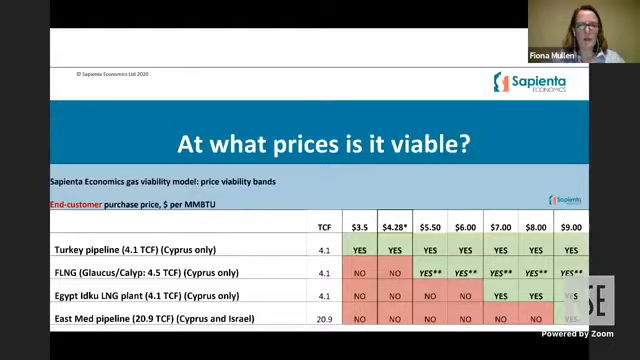 Fiona Mullen
© Sapienta Economics Ltd 2020
Sapienta
ECONOMICS
At what prices is it viable?
Sapienta Economics gas viability model: price viability bands
Sapienta
End-customer purchase price, $ per MMBTU
TCF $3.5 $4.28* $5.50 $6.00 $7.00 $8.00 $9.00
Turkey pipeline (4.1 TCF) (Cyprus only) 4.1 YES YES YES YES YES YES YES
FLNG (Glaucus/Calyp: 4.5 TCF) (Cyprus only) 4.1 NO NO YES** YES** YES** YES** YES**
Egypt Idku LNG plant (4.1 TCF) (Cyprus only) 4.1 NO NO NO NO YES YES YES
East Med pipeline (20.9 TCF) (Cyprus and Israel) 20.9 NO NO NO NO NO NO YES
SE
Powered by Zoom